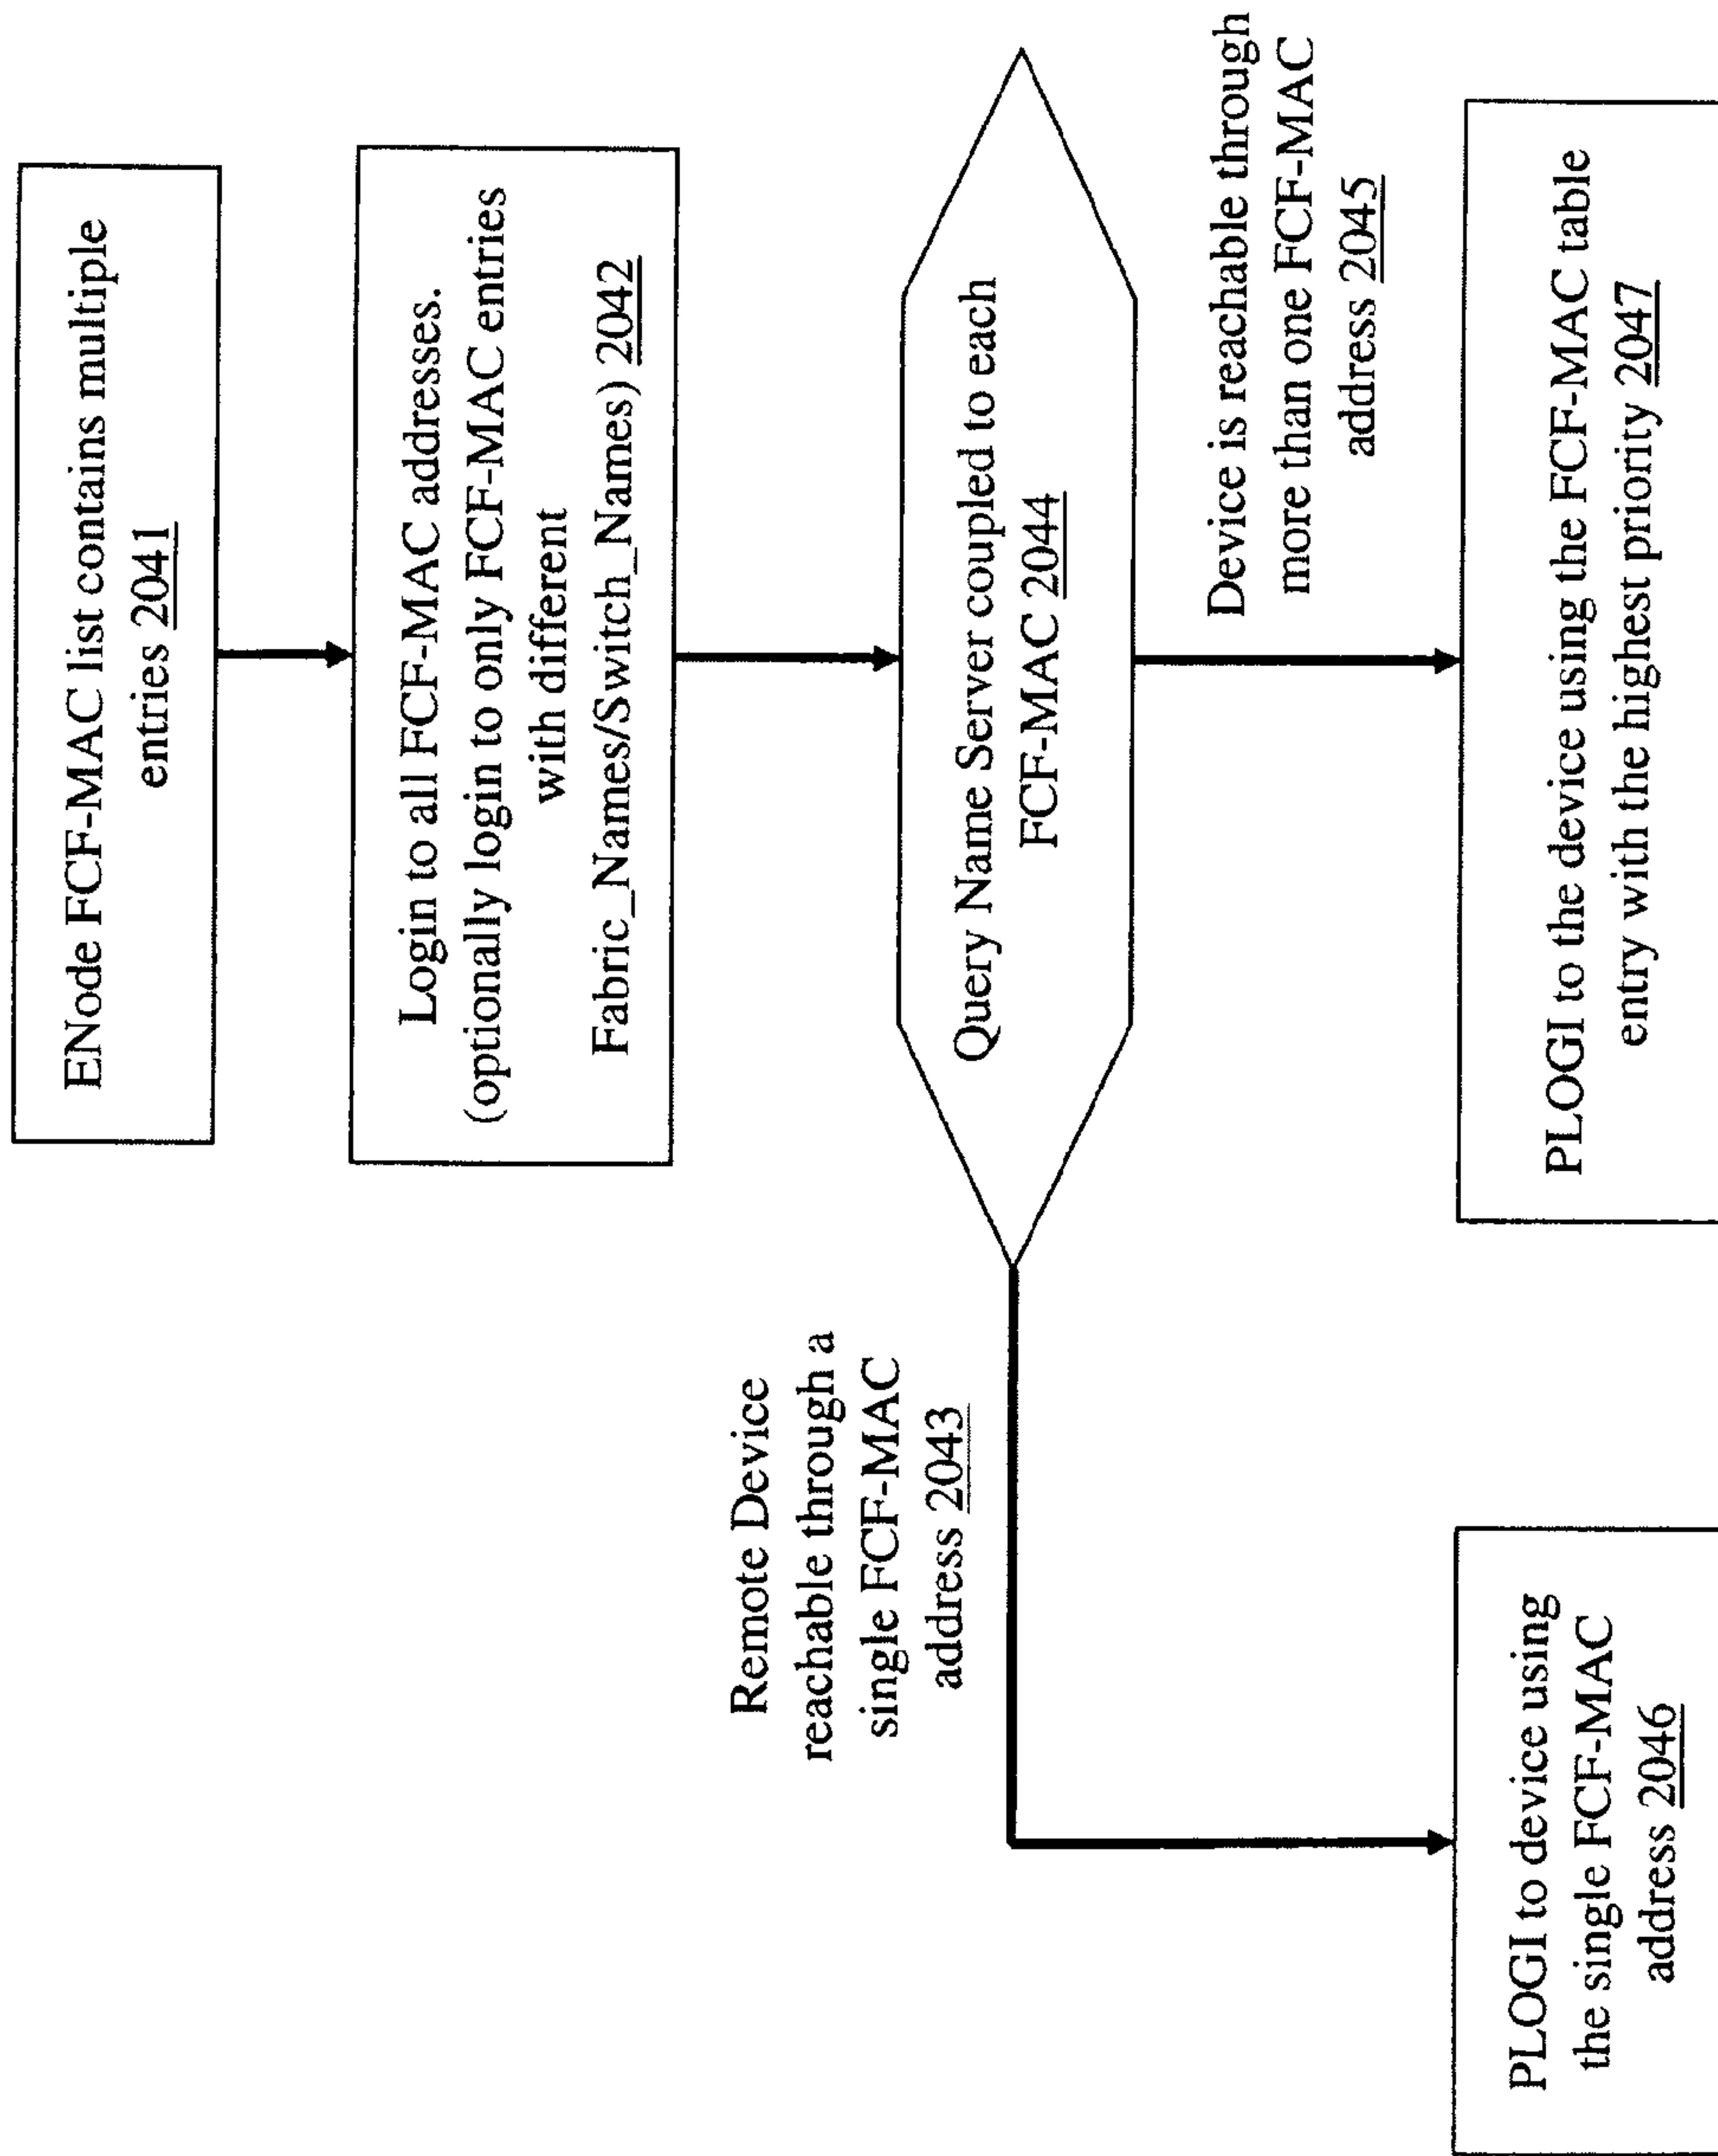 ENode FCF-MAC list contains multiple
entries 2041
Login to all FCF-MAC addresses.
(optionally login to only FCF-MAC entries
with different
Fabric_Names/Switch_Names) 2042
Query Name Server coupled to each
FCF-MAC 2044
Remote Device
reachable through a
single FCF-MAC
address 2043
Device is reachable through
more than one FCF-MAC
address 2045
PLOGI to device using
the single FCF-MAC
address 2046
PLOGI to the device using the FCF-MAC table
entry with the highest priority 2047